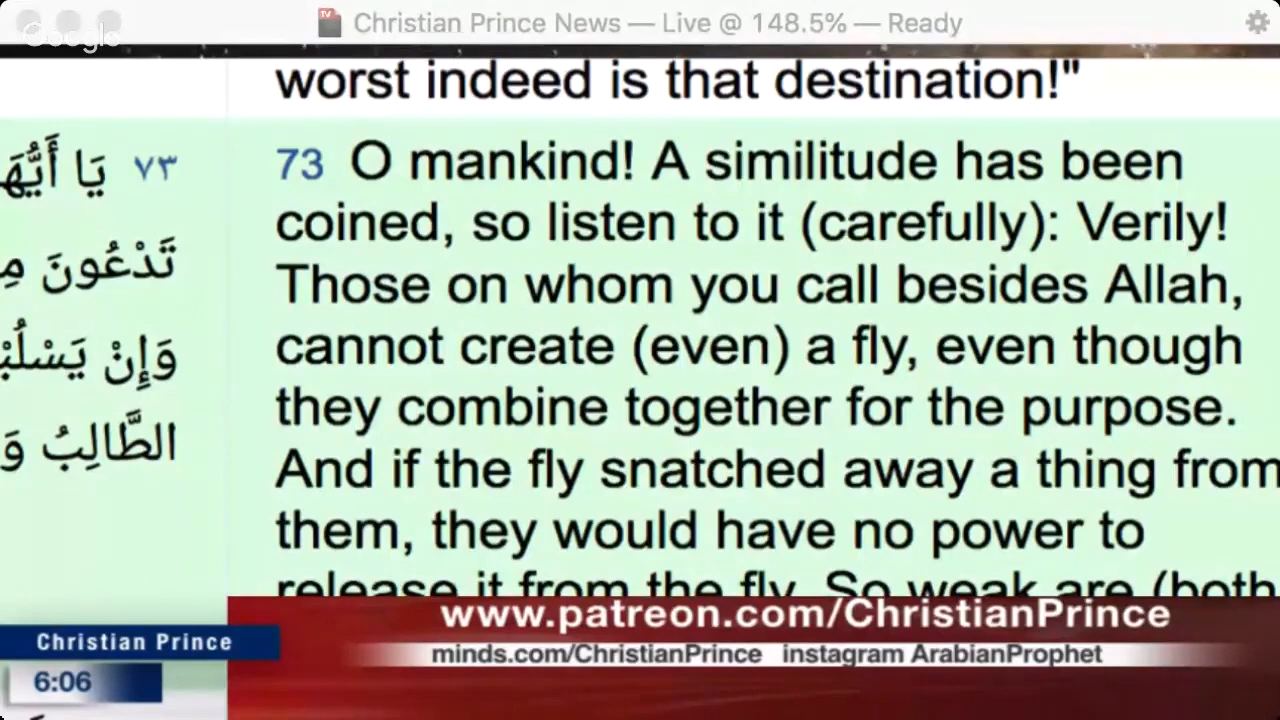 Christian Prince News — Live @ 148.5% — Ready
Google
worst indeed is that destination!"
73 O mankind! A similitude has been
coined, so listen to it (carefully): Verily!
Those on whom you call besides Allah,
cannot create (even) a fly, even though
they combine together for the purpose.
And if the fly snatched away a thing from
them, they would have no power to
release it from the fly. So weak are (both
٧٣ يَا أَيُّهَ
تَدْعُونَ مِ
وَإِنْ يَسْلُبْ
الطَّالِبُ وَ
www.patreon.com/ChristianPrince
Christian Prince
minds.com/ChristianPrince instagram ArabianProphet
6:06